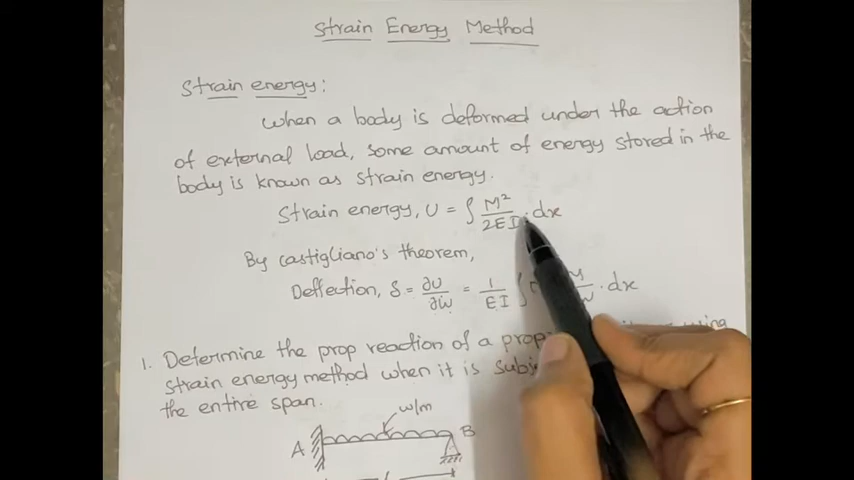 Strain Energy Method
Strain energy:
When a body is deformed under the action
of external load, some amount of energy stored in the
body is known as strain energy.
Strain energy, U = ∫ M²/2EI · dx
By Castigliano's theorem,
Deflection, δ = ∂U/∂W = 1/EI ∫ · dx
1. Determine the prop reaction of a using
strain energy method when it is
the entire span.
w/m
A B